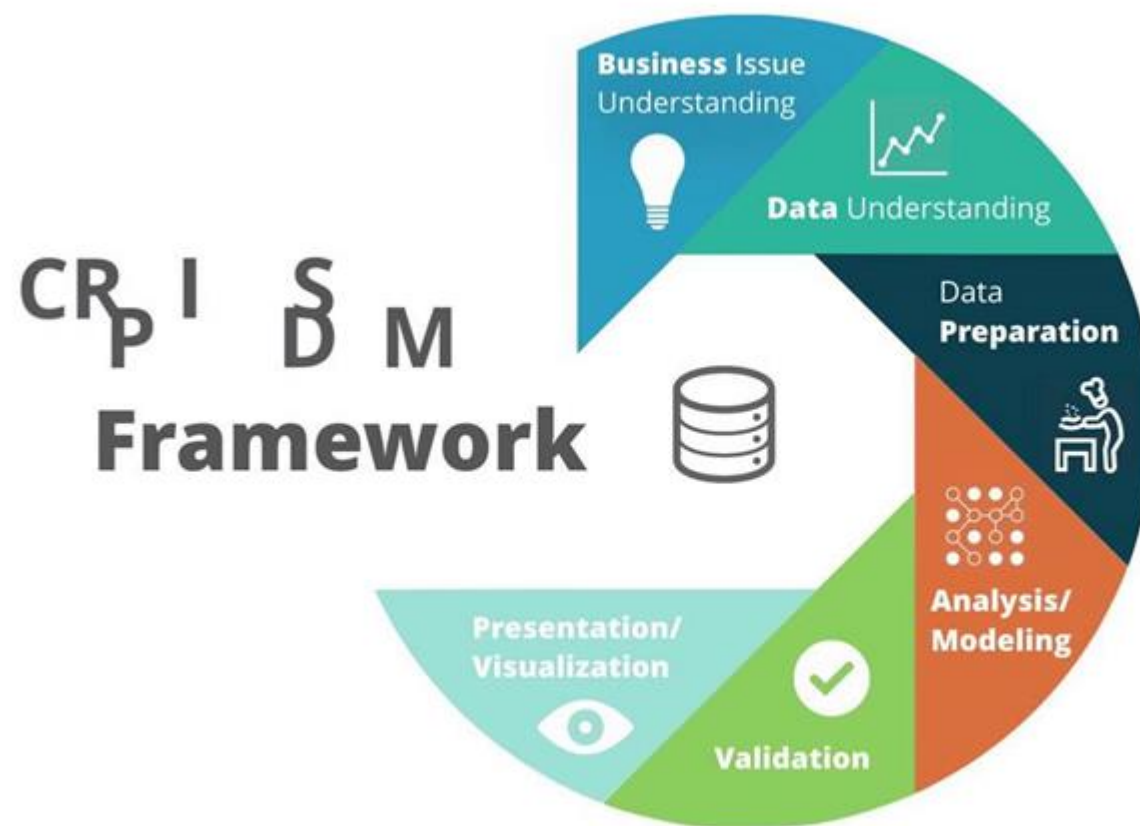 CR I S
P D M
Framework
Business Issue
Understanding
Data Understanding
Data
Preparation
Analysis/
Modeling
Validation
Presentation/
Visualization